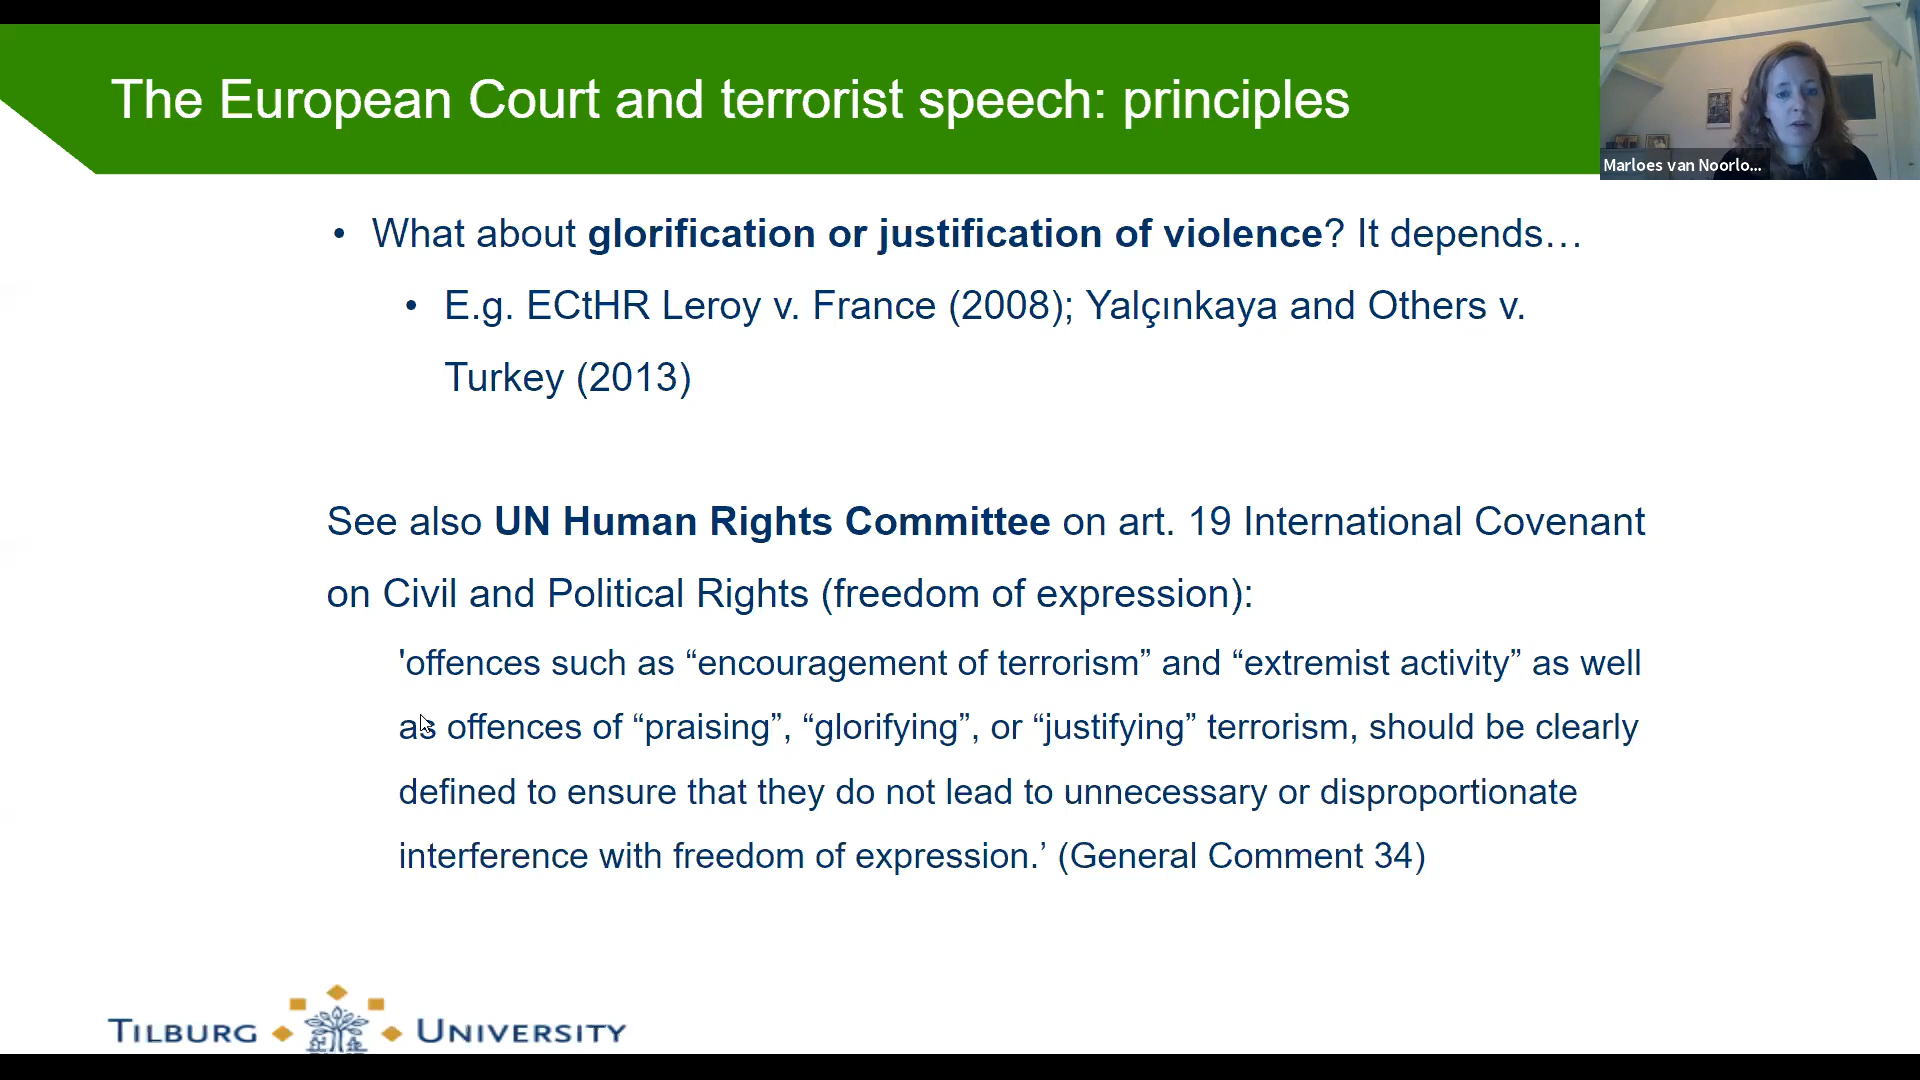 The European Court and terrorist speech: principles
Marloes van Noorlo...
• What about glorification or justification of violence? It depends…
• E.g. ECtHR Leroy v. France (2008); Yalçınkaya and Others v.
Turkey (2013)
See also UN Human Rights Committee on art. 19 International Covenant
on Civil and Political Rights (freedom of expression):
'offences such as “encouragement of terrorism” and “extremist activity” as well
as offences of “praising”, “glorifying”, or “justifying” terrorism, should be clearly
defined to ensure that they do not lead to unnecessary or disproportionate
interference with freedom of expression.’ (General Comment 34)
TILBURG UNIVERSITY